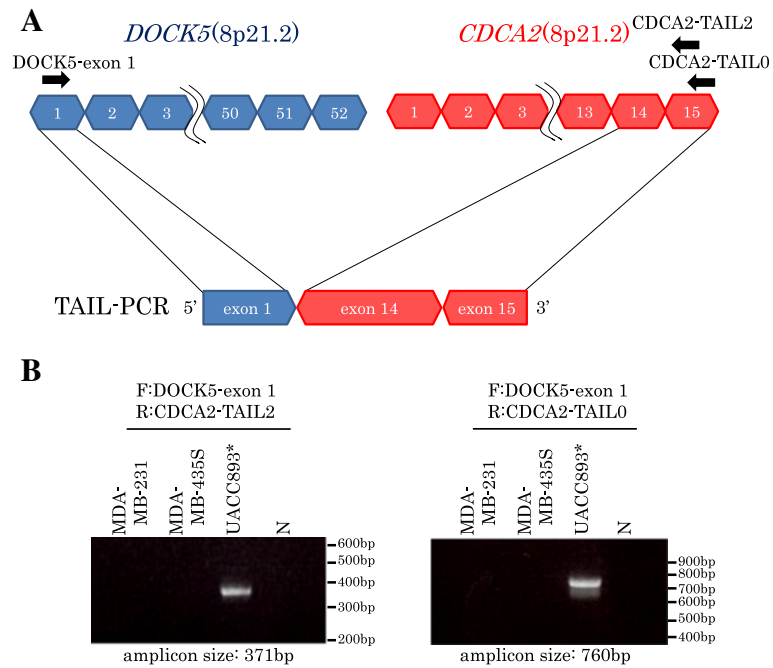 A
DOCK5(8p21.2)
CDCA2(8p21.2)
CDCA2-TAIL2
DOCK5-exon 1
CDCA2-TAIL0
1 2 3 50 51 52
1 2 3 13 14 15
TAIL-PCR 5’ exon 1 exon 14 exon 15 3’
B
F:DOCK5-exon 1
R:CDCA2-TAIL2
MDA-
MB-231
MDA-
MB-435S
UACC893*
N
600bp
500bp
400bp
300bp
200bp
amplicon size: 371bp
F:DOCK5-exon 1
R:CDCA2-TAIL0
MDA-
MB-231
MDA-
MB-435S
UACC893*
N
900bp
800bp
700bp
600bp
500bp
400bp
amplicon size: 760bp